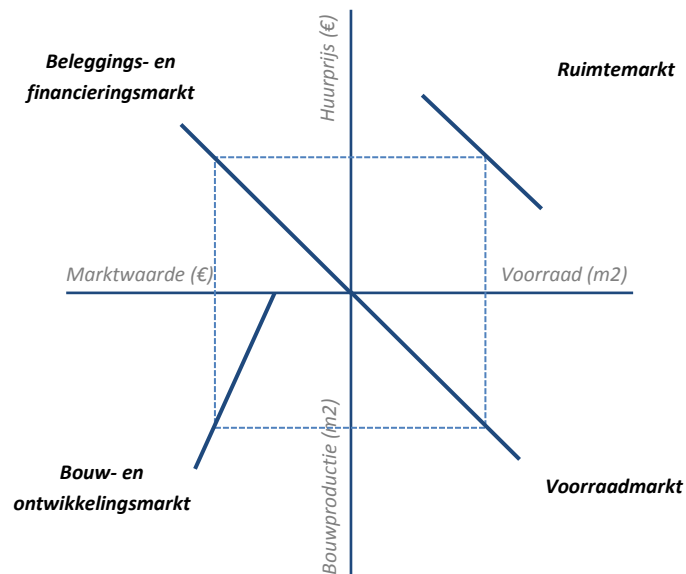 Beleggings- en
financieringsmarkt
Huurprijs (€)
Ruimtemarkt
Marktwaarde (€)
Voorraad (m2)
Bouw- en
ontwikkelingsmarkt
Bouwproductie (m2)
Voorraadmarkt